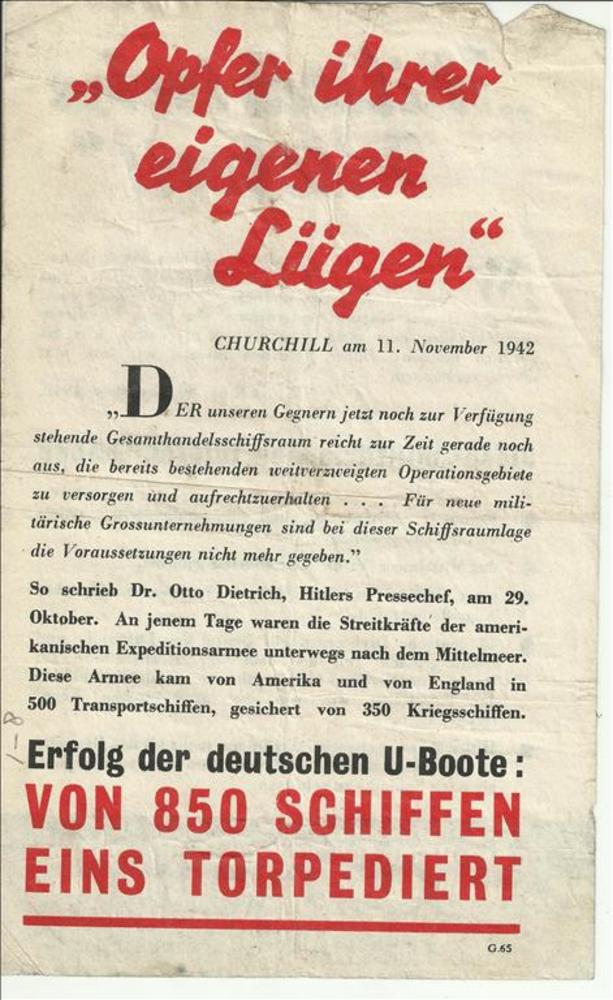 „Opfer ihrer
eigenen
Lügen“
CHURCHILL am 11. November 1942
„DER unseren Gegnern jetzt noch zur Verfügung
stehende Gesamthandelsschiffsraum reicht zur Zeit gerade noch
aus, die bereits bestehenden weitverzweigten Operationsgebiete
zu versorgen und aufrechtzuerhalten . . . Für neue mili-
tärische Grossunternehmungen sind bei dieser Schiffsraumlage
die Voraussetzungen nicht mehr gegeben.”
So schrieb Dr. Otto Dietrich, Hitlers Pressechef, am 29.
Oktober. An jenem Tage waren die Streitkräfte der ameri-
kanischen Expeditionsarmee unterwegs nach dem Mittelmeer.
Diese Armee kam von Amerika und von England in
500 Transportschiffen, gesichert von 350 Kriegsschiffen.
Erfolg der deutschen U-Boote:
VON 850 SCHIFFEN
EINS TORPEDIERT
G.65